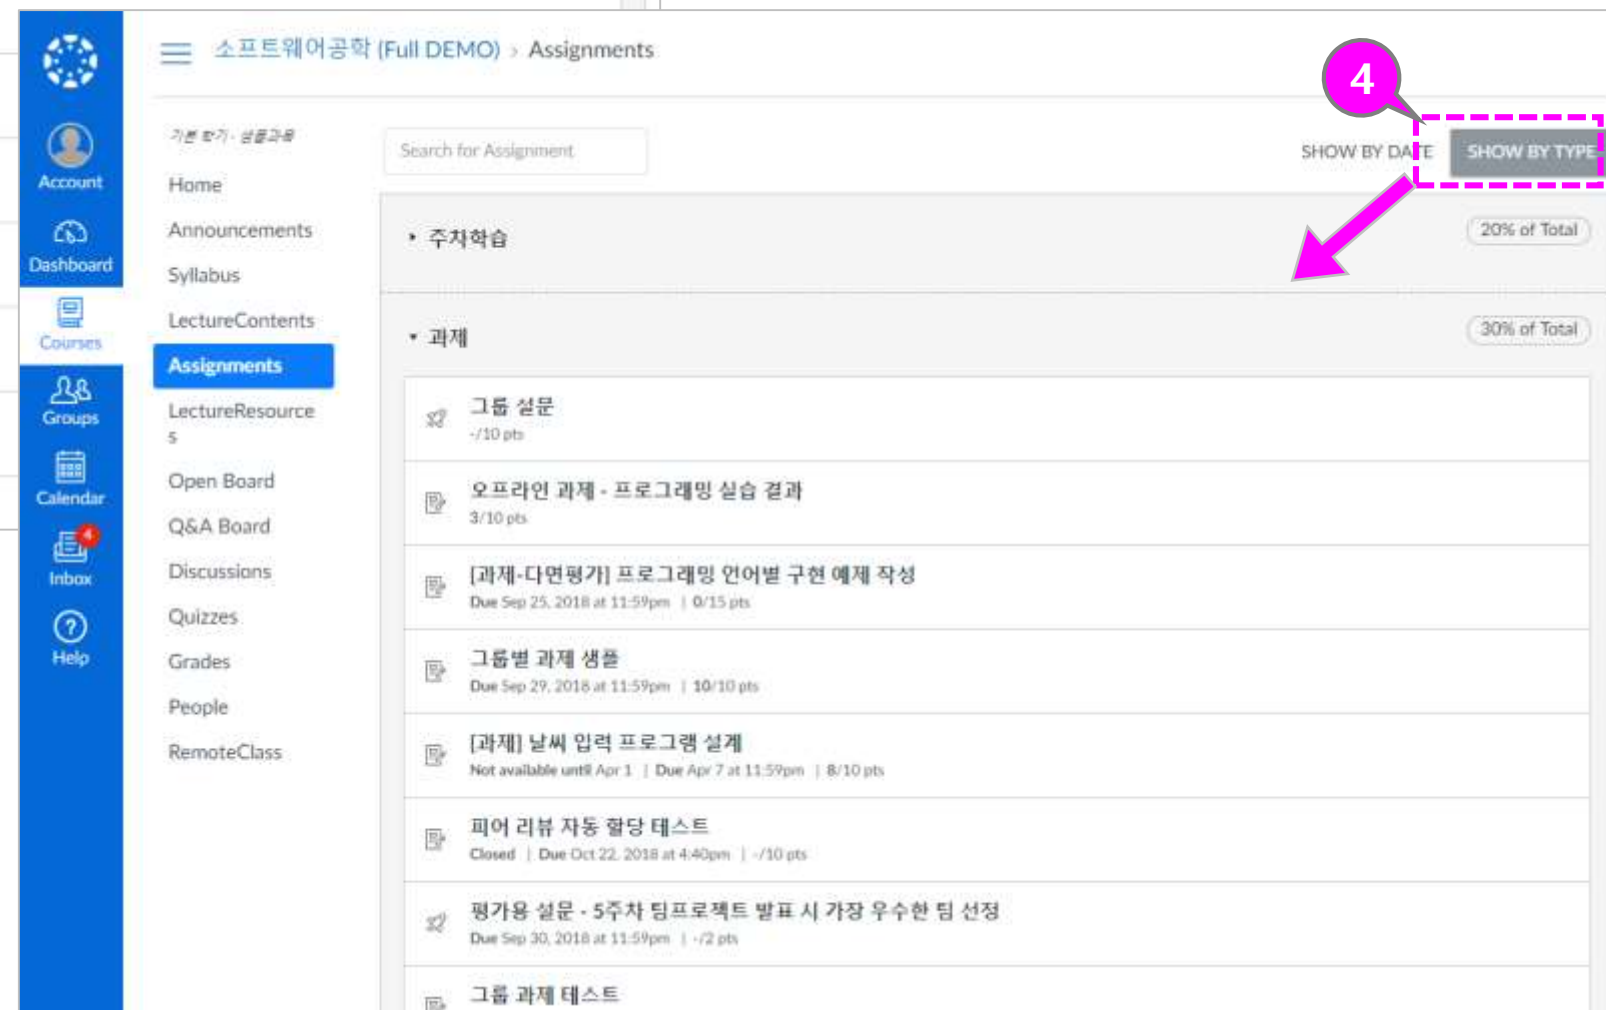 소프트웨어공학 (Full DEMO) › Assignments
4
Account
Dashboard
Courses
Groups
Calendar
4
Inbox
Help
기본 학기 - 샘플과목
Home
Announcements
Syllabus
LectureContents
Assignments
LectureResource
s
Open Board
Q&A Board
Discussions
Quizzes
Grades
People
RemoteClass
Search for Assignment
SHOW BY DATE
SHOW BY TYPE
주차학습
20% of Total
과제
30% of Total
그룹 설문
-/10 pts
오프라인 과제 - 프로그래밍 실습 결과
3/10 pts
[과제-다면평가] 프로그래밍 언어별 구현 예제 작성
Due Sep 25, 2018 at 11:59pm | 0/15 pts
그룹별 과제 샘플
Due Sep 29, 2018 at 11:59pm | 10/10 pts
[과제] 날씨 입력 프로그램 설계
Not available until Apr 1 | Due Apr 7 at 11:59pm | 8/10 pts
피어 리뷰 자동 할당 테스트
Closed | Due Oct 22, 2018 at 4:40pm | -/10 pts
평가용 설문 - 5주차 팀프로젝트 발표 시 가장 우수한 팀 선정
Due Sep 30, 2018 at 11:59pm | -/2 pts
그룹 과제 테스트